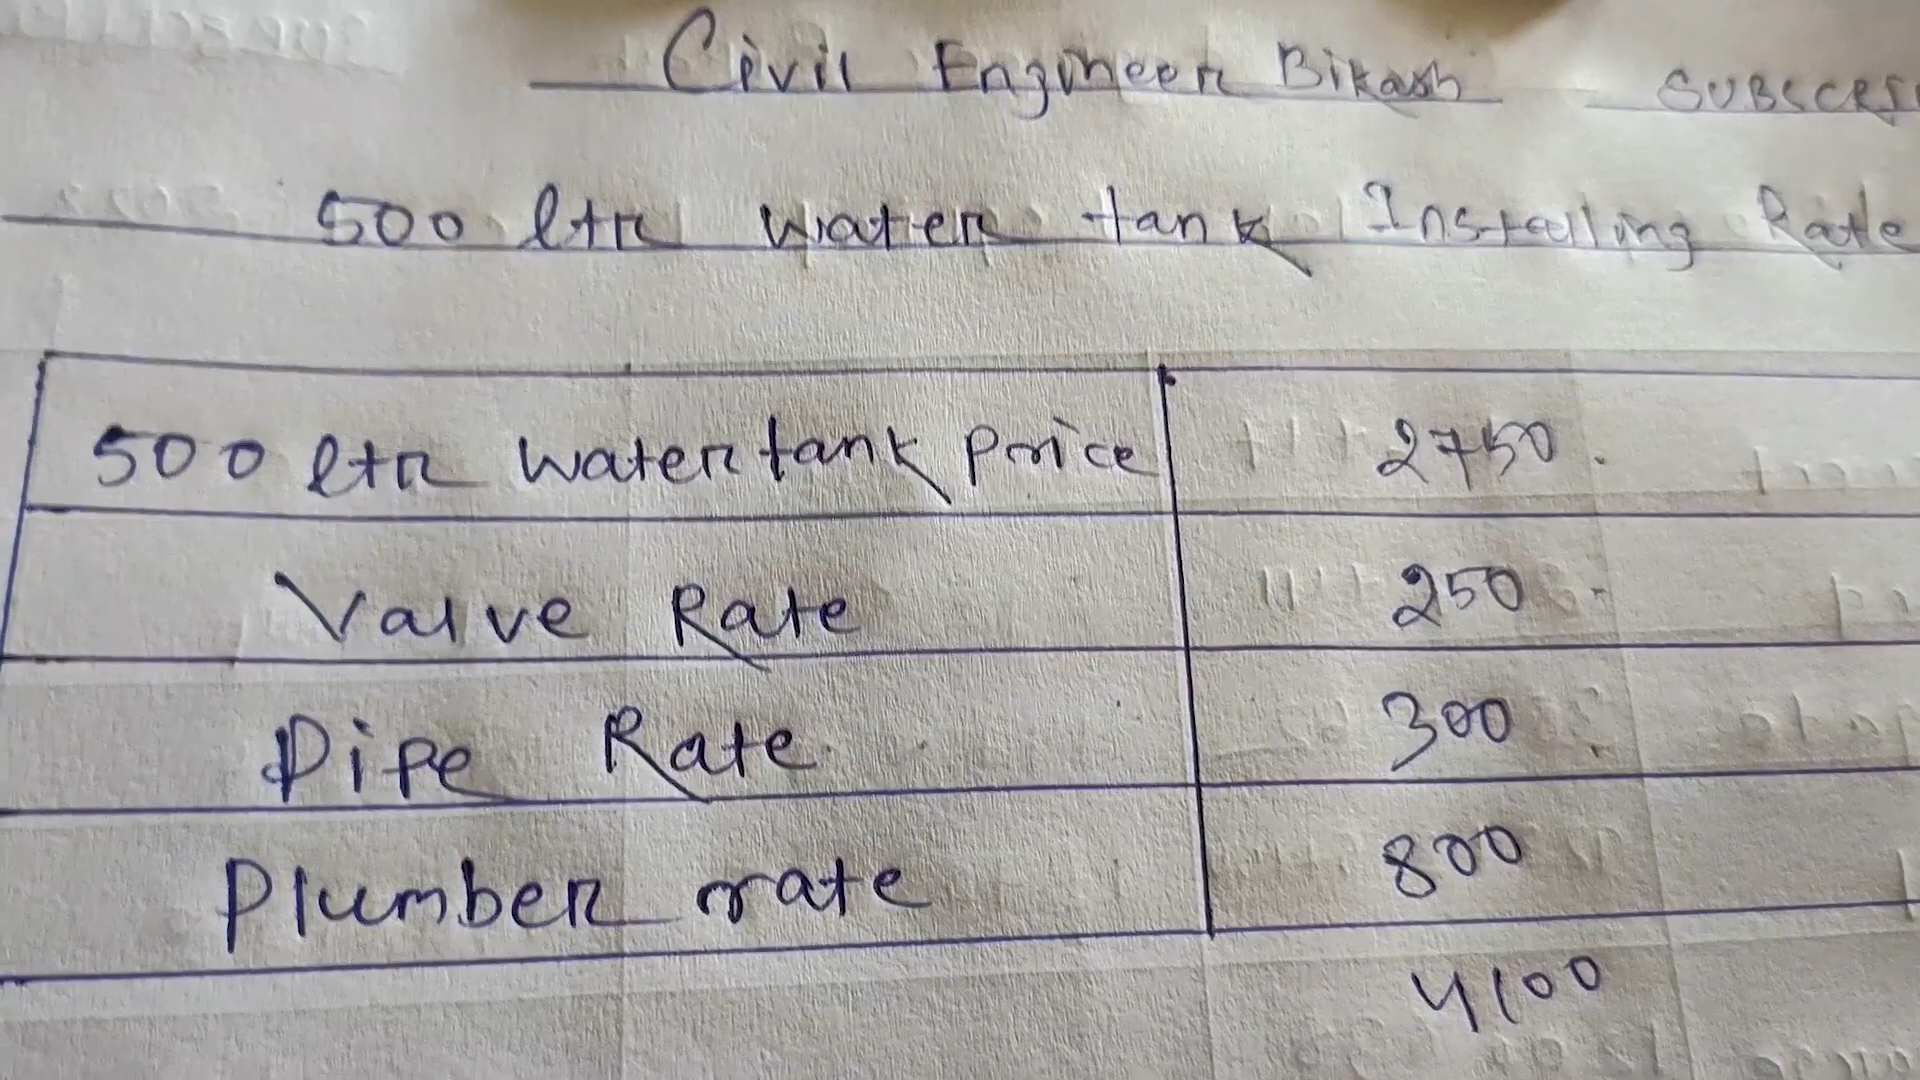 Civil Engineer Bikash
500 ltr water tank Installing Rate
500 ltr water tank price 2750.
Valve Rate 250
Pipe Rate 300
Plumber rate 800
4100